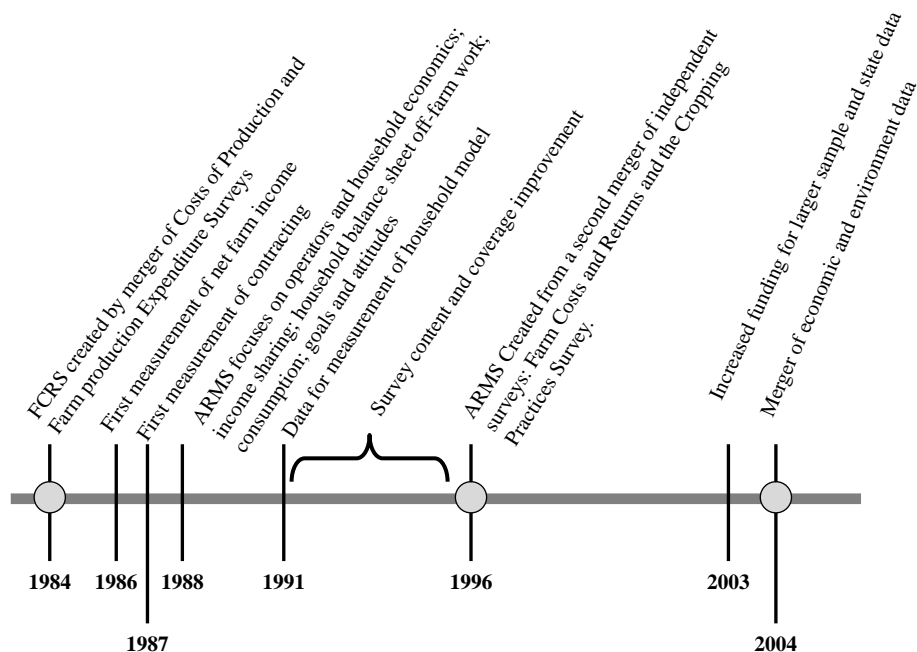 FCRS created by merger of Costs of Production and
Farm production Expenditure Surveys
First measurement of net farm income
First measurement of contracting
ARMS focuses on operators and household economics;
income sharing; household balance sheet off-farm work;
consumption; goals and attitudes
Data for measurement of household model
Survey content and coverage improvement
ARMS Created from a second merger of independent
surveys: Farm Costs and Returns and the Cropping
Practices Survey.
Increased funding for larger sample and state data
Merger of economic and environment data
1984
1986
1987
1988
1991
1996
2003
2004